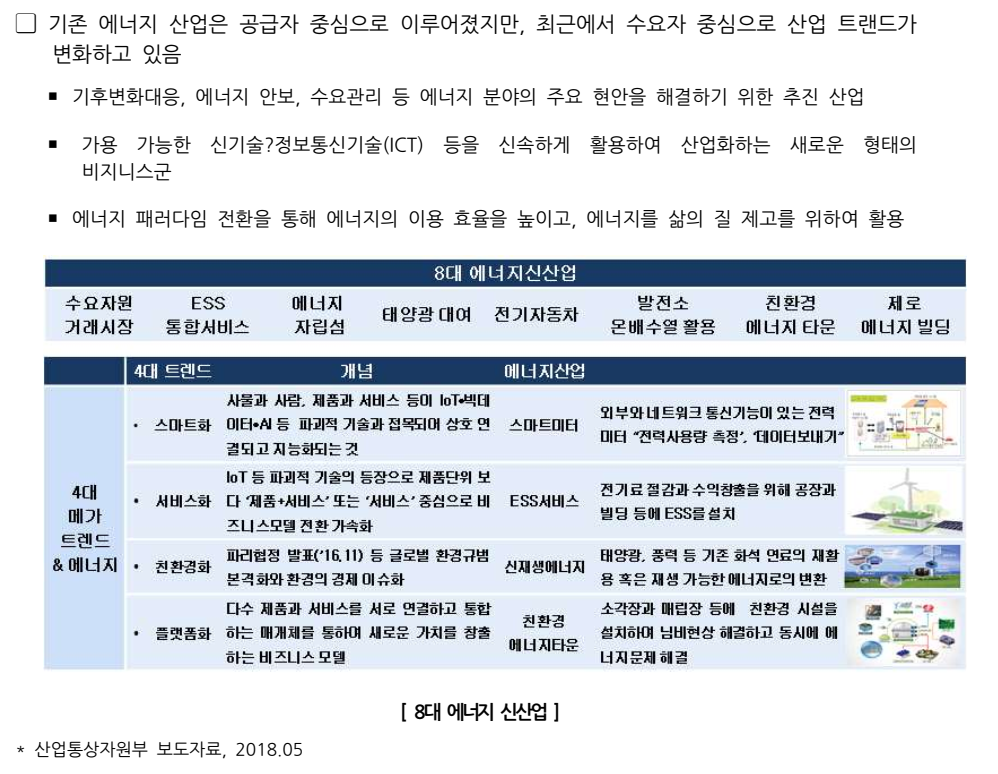 □ 기존 에너지 산업은 공급자 중심으로 이루어졌지만, 최근에서 수요자 중심으로 산업 트랜드가
변화하고 있음
▪ 기후변화대응, 에너지 안보, 수요관리 등 에너지 분야의 주요 현안을 해결하기 위한 추진 산업
▪ 가용 가능한 신기술?정보통신기술(ICT) 등을 신속하게 활용하여 산업화하는 새로운 형태의
비지니스군
▪ 에너지 패러다임 전환을 통해 에너지의 이용 효율을 높이고, 에너지를 삶의 질 제고를 위하여 활용
8대 에너지신산업
수요자원 거래시장
ESS 통합서비스
에너지 자립섬
태양광 대여
전기자동차
발전소 온배수열 활용
친환경 에너지 타운
제로 에너지 빌딩
4대 트렌드 개념 에너지산업
4대
메가
트렌드
& 에너지
• 스마트화
사물과 사람, 제품과 서비스 등이 IoT•빅데
이터•AI 등 파괴적 기술과 접목되어 상호 연
결되고 지능화되는 것
스마트미터
외부와 네트워크 통신기능이 있는 전력
미터 “전력사용량 측정’, ‘데이터보내기”
• 서비스화
IoT 등 파괴적 기술의 등장으로 제품단위 보
다 ‘제품+서비스’ 또는 ‘서비스’ 중심으로 비
즈니스모델 전환 가속화
ESS서비스
전기료 절감과 수익창출을 위해 공장과
빌딩 등에 ESS를 설치
• 친환경화
파리협정 발표(‘16.11) 등 글로벌 환경규범
본격화와 환경의 경제 이슈화
신재생에너지
태양광, 풍력 등 기존 화석 연료의 재활
용 혹은 재생 가능한 에너지로의 변환
• 플랫폼화
다수 제품과 서비스를 서로 연결하고 통합
하는 매개체를 통하여 새로운 가치를 창출
하는 비즈니스 모델
친환경
에너지타운
소각장과 매립장 등에 친환경 시설을
설치하여 님비현상 해결하고 동시에 에
너지문제 해결
[ 8대 에너지 신산업 ]
* 산업통상자원부 보도자료, 2018.05